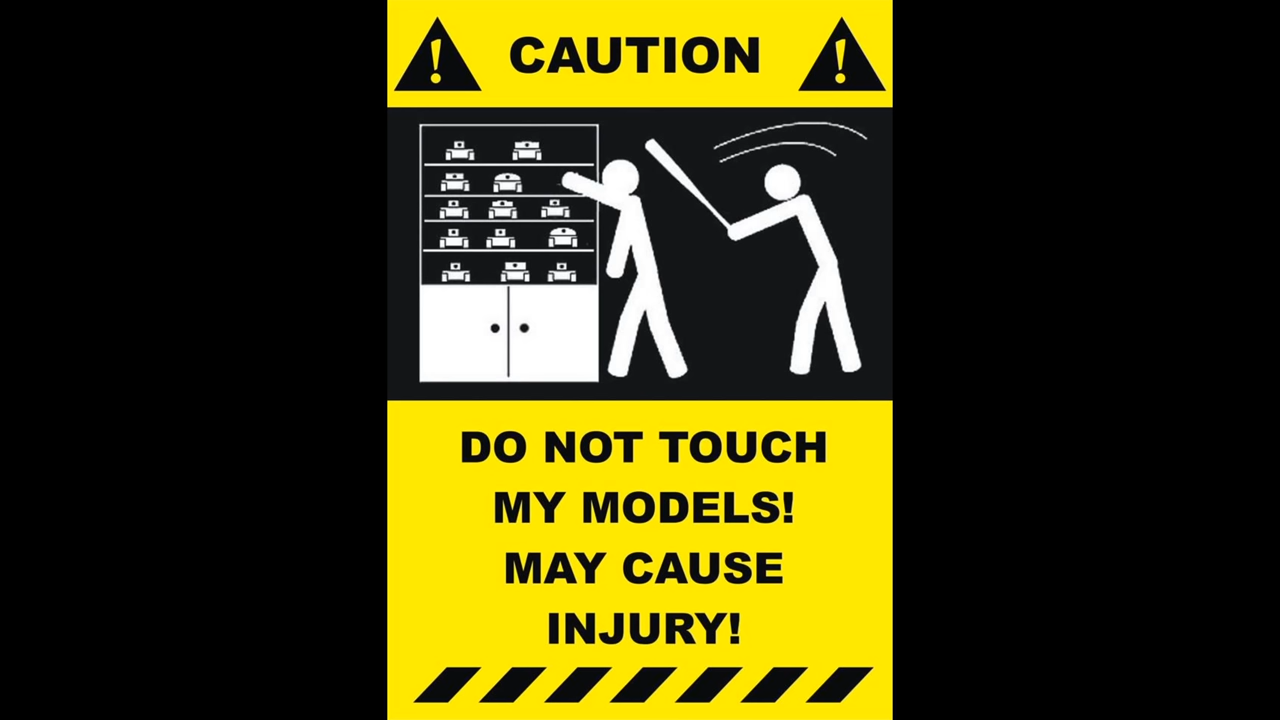 CAUTION
DO NOT TOUCH
MY MODELS!
MAY CAUSE
INJURY!